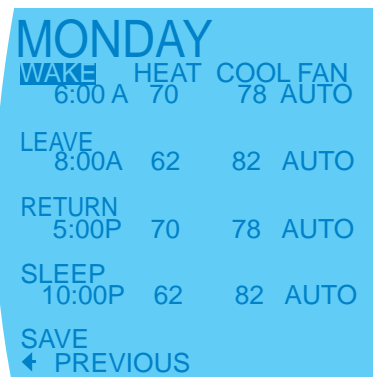 MONDAY
WAKE HEAT COOL FAN
6:00 A 70 78 AUTO
LEAVE
8:00A 62 82 AUTO
RETURN
5:00P 70 78 AUTO
SLEEP
10:00P 62 82 AUTO
SAVE
PREVIOUS